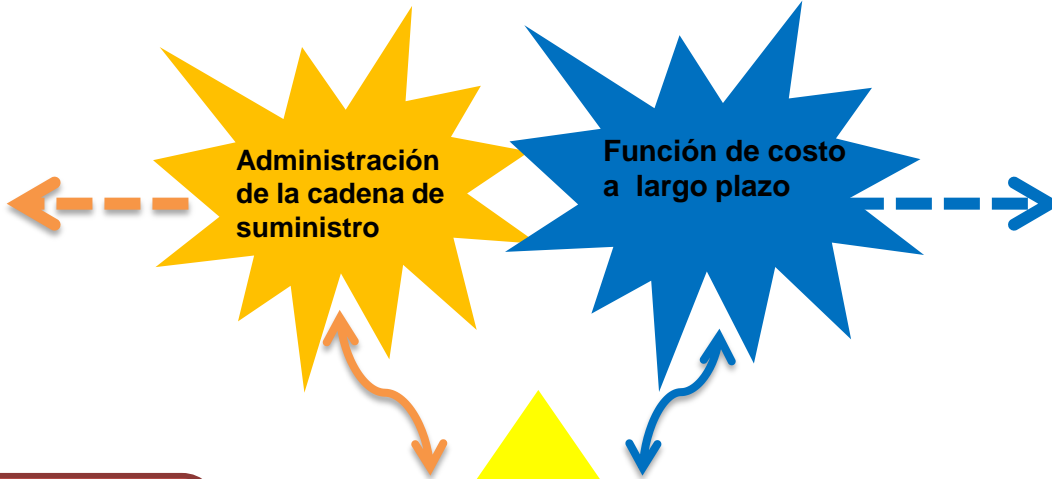 Administración
de la cadena de
suministro
Función de costo
a largo plazo